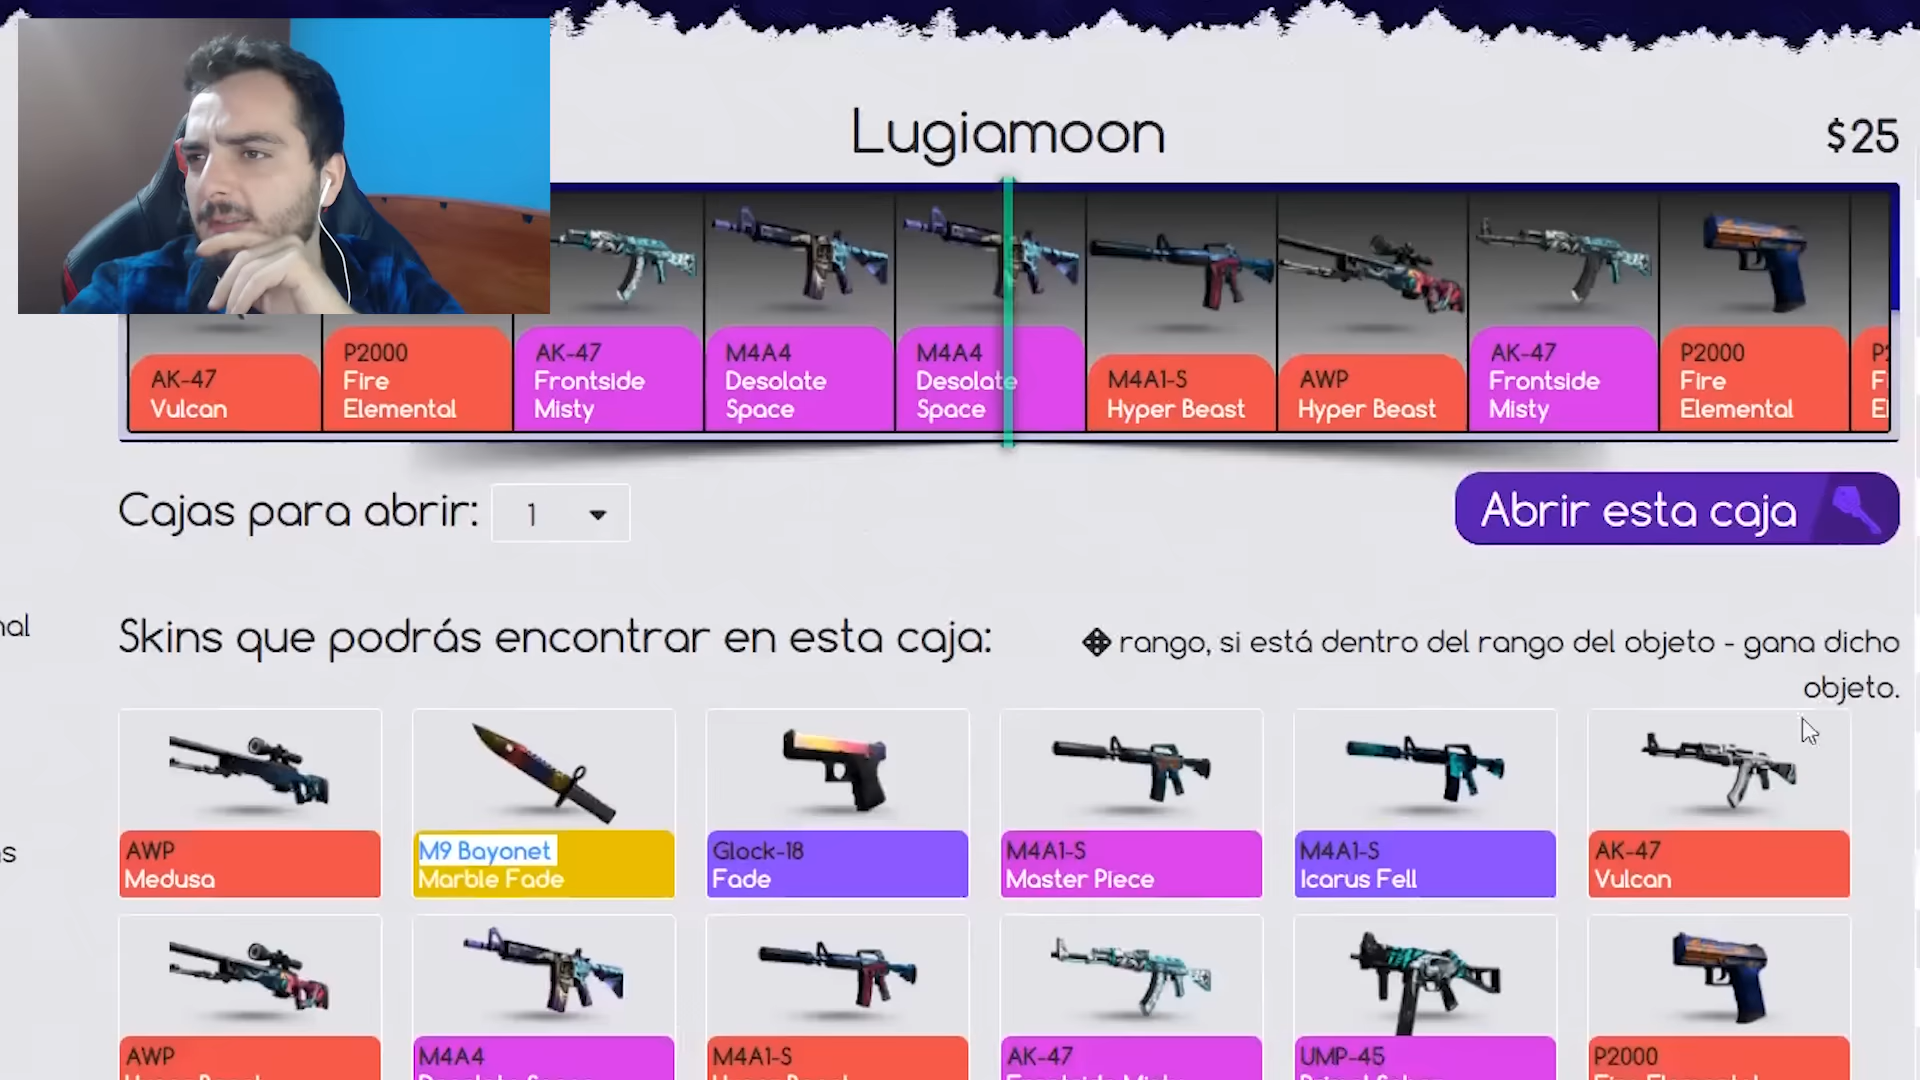 Lugiamoon
$25
AK-47
Vulcan
P2000
Fire
Elemental
AK-47
Frontside
Misty
M4A4
Desolate
Space
M4A4
Desolate
Space
M4A1-S
Hyper Beast
AWP
Hyper Beast
AK-47
Frontside
Misty
P2000
Fire
Elemental
Cajas para abrir: 1
Abrir esta caja
Skins que podrás encontrar en esta caja:
rango, si está dentro del rango del objeto - gana dicho
objeto.
AWP
Medusa
M9 Bayonet
Marble Fade
Glock-18
Fade
M4A1-S
Master Piece
M4A1-S
Icarus Fell
AK-47
Vulcan
AWP
M4A4
M4A1-S
AK-47
UMP-45
P2000